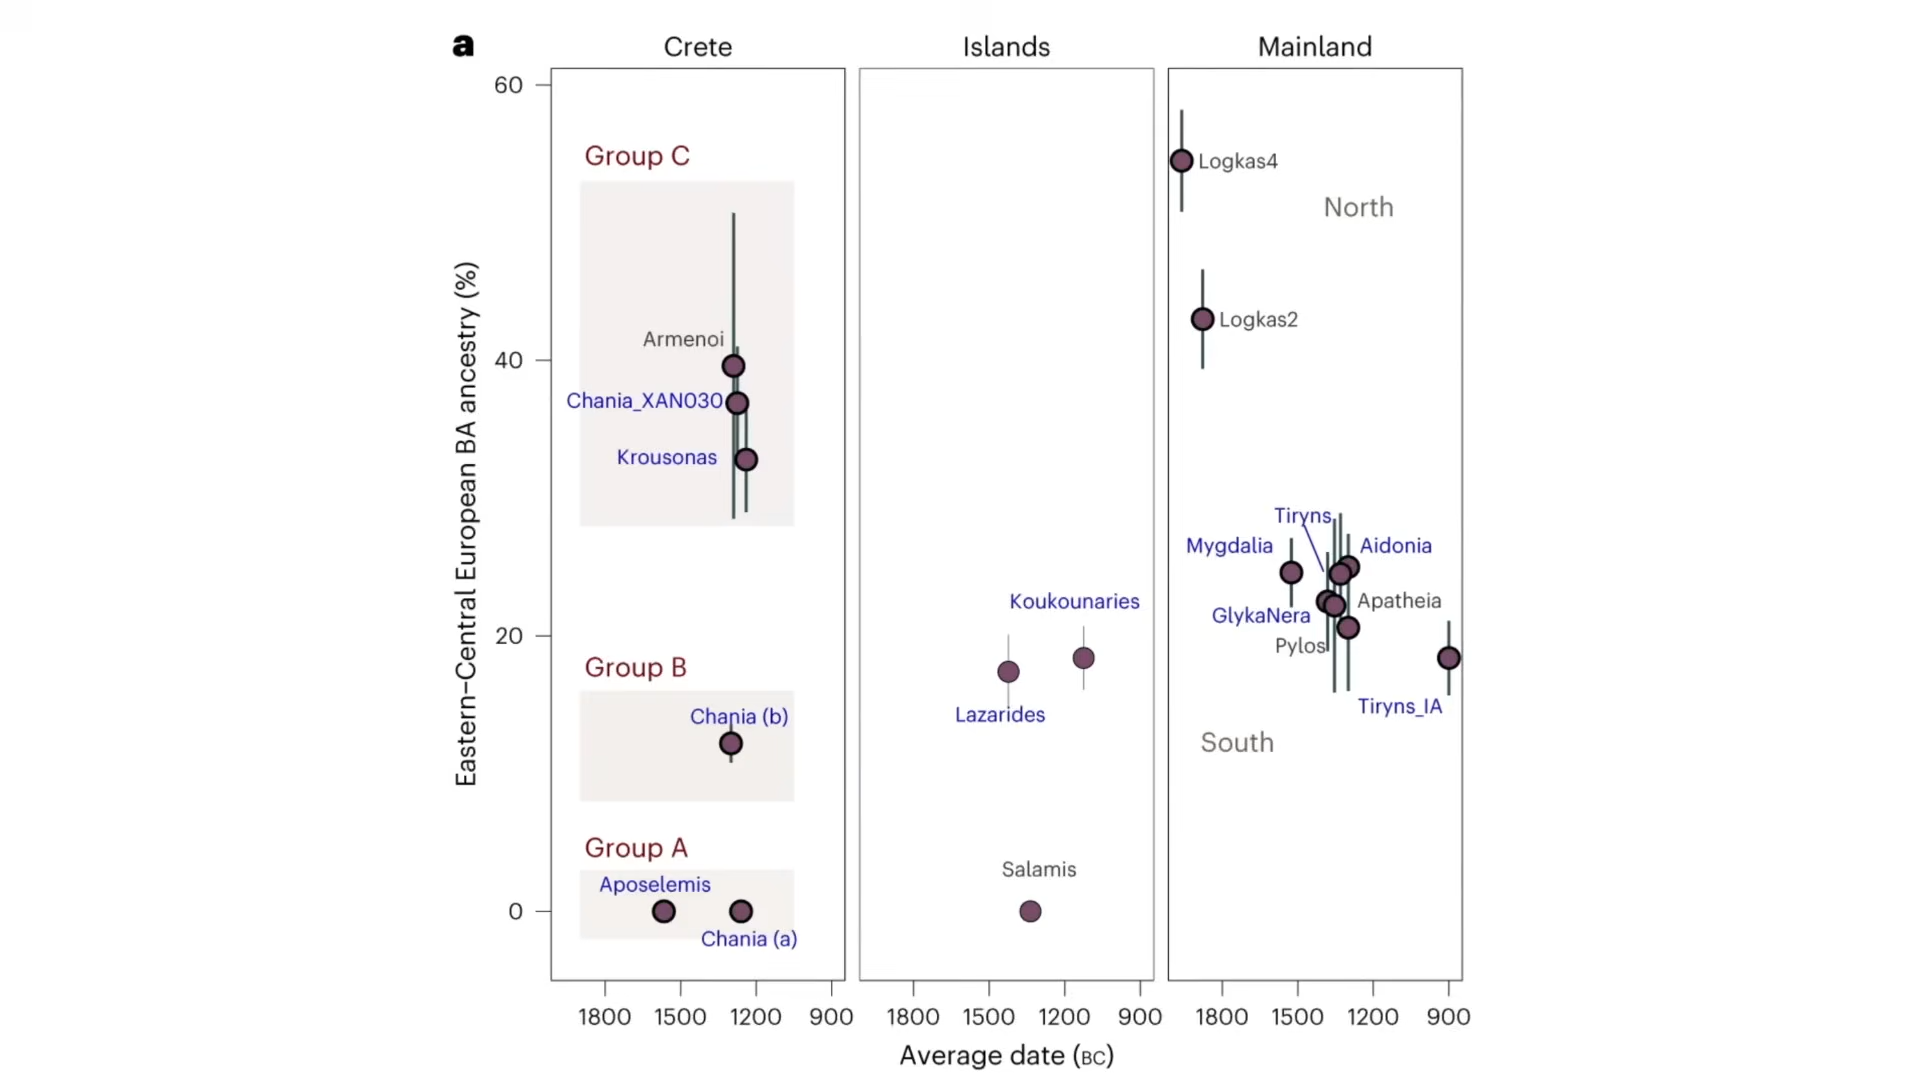 a
Crete
Islands
Mainland
Eastern–Central European BA ancestry (%)
60
40
20
0
Group C
Armenoi
Chania_XAN030
Krousonas
Group B
Chania (b)
Group A
Aposelemis
Chania (a)
Koukounaries
Lazarides
Salamis
Logkas4
North
Logkas2
Tiryns
Mygdalia
Aidonia
Apatheia
GlykaNera
Pylos
Tiryns_IA
South
1800 1500 1200 900
1800 1500 1200 900
1800 1500 1200 900
Average date (BC)